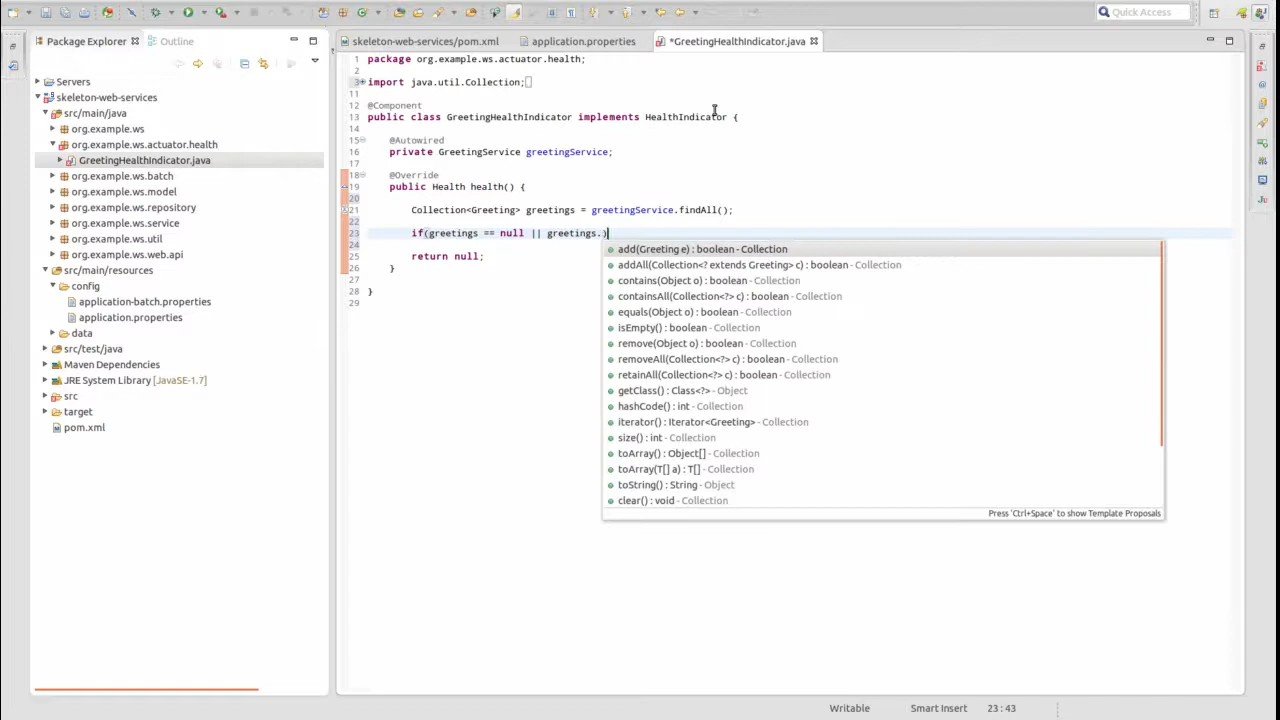 Quick Access
Package Explorer
Outline
Servers
skeleton-web-services
src/main/java
org.example.ws
org.example.ws.actuator.health
GreetingHealthIndicator.java
org.example.ws.batch
org.example.ws.model
org.example.ws.repository
org.example.ws.service
org.example.ws.util
org.example.ws.web.api
src/main/resources
config
application-batch.properties
application.properties
data
src/test/java
Maven Dependencies
JRE System Library [JavaSE-1.7]
src
target
pom.xml
skeleton-web-services/pom.xml
application.properties
*GreetingHealthIndicator.java
1 package org.example.ws.actuator.health;
2
3 import java.util.Collection;
11
12 @Component
13 public class GreetingHealthIndicator implements HealthIndicator {
14
15 @Autowired
16 private GreetingService greetingService;
17
18 @Override
19 public Health health() {
20
21 Collection<Greeting> greetings = greetingService.findAll();
22
23 if(greetings == null || greetings.)
24
25 return null;
26 }
27
28 }
29
add(Greeting e) : boolean - Collection
addAll(Collection<? extends Greeting> c) : boolean - Collection
contains(Object o) : boolean - Collection
containsAll(Collection<?> c) : boolean - Collection
equals(Object o) : boolean - Collection
isEmpty() : boolean - Collection
remove(Object o) : boolean - Collection
removeAll(Collection<?> c) : boolean - Collection
retainAll(Collection<?> c) : boolean - Collection
getClass() : Class<?> - Object
hashCode() : int - Collection
iterator() : Iterator<Greeting> - Collection
size() : int - Collection
toArray() : Object[] - Collection
toArray(T[] a) : T[] - Collection
toString() : String - Object
clear() : void - Collection
Press 'Ctrl+Space' to show Template Proposals
Writable
Smart Insert
23 : 43